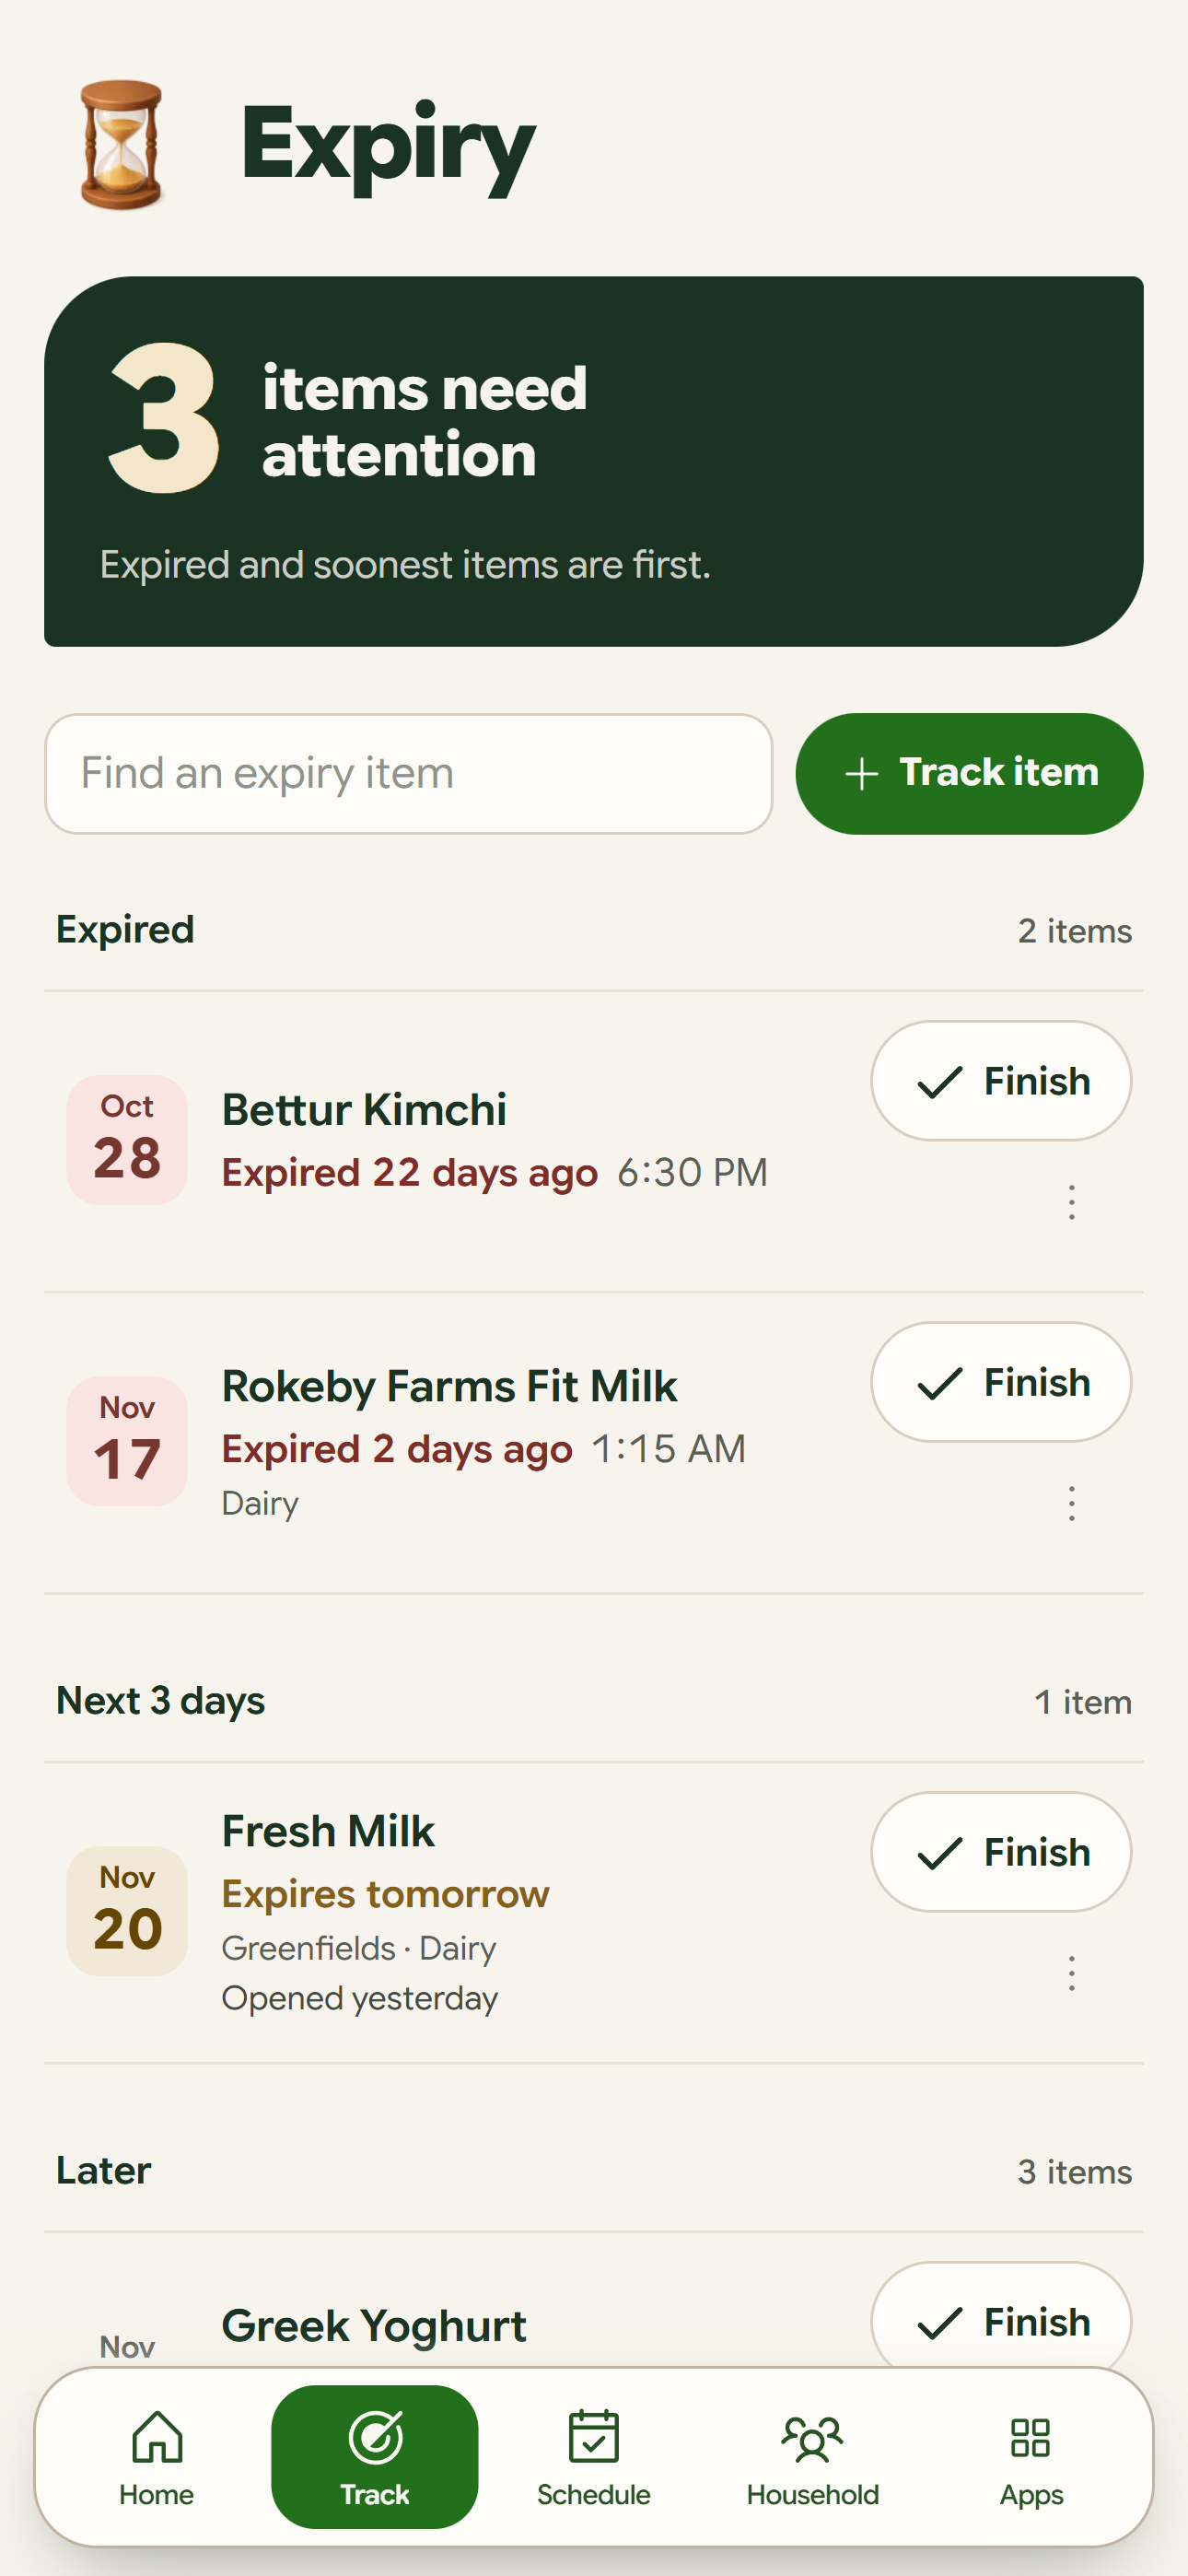 Expiry
3
items need
attention
Expired and soonest items are first.
Find an expiry item
Track item
Expired
2 items
Oct
28
Bettur Kimchi
Expired 22 days ago 6:30 PM
Finish
Nov
17
Rokeby Farms Fit Milk
Expired 2 days ago 1:15 AM
Dairy
Finish
Next 3 days
1 item
Nov
20
Fresh Milk
Expires tomorrow
Greenfields · Dairy
Opened yesterday
Finish
Later
3 items
Nov
Greek Yoghurt
Finish
Home
Track
Schedule
Household
Apps